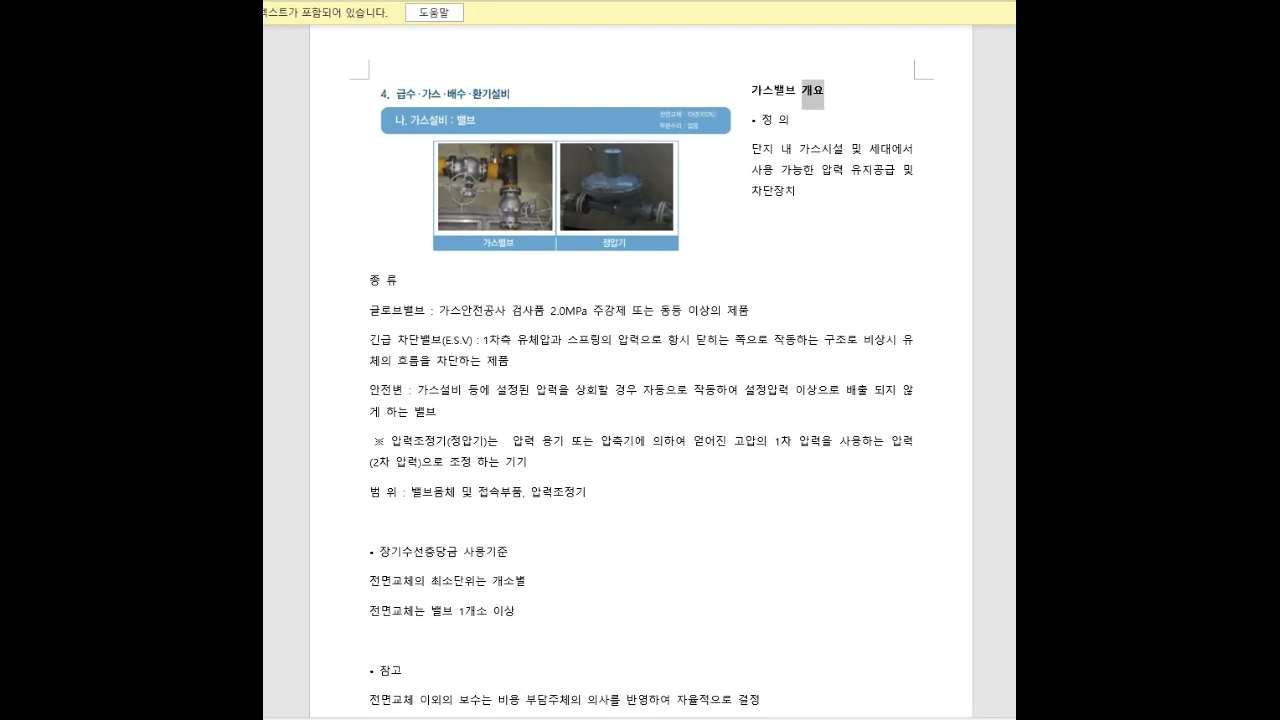 텍스트가 포함되어 있습니다.
도움말
4. 급수·가스·배수·환기설비
나. 가스설비 : 밸브
전면교체 : 10년(100%)
부분수리 : 없음
가스밸브
정압기
가스밸브 개요
• 정 의
단지 내 가스시설 및 세대에서
사용 가능한 압력 유지공급 및
차단장치
종 류
글로브밸브 : 가스안전공사 검사품 2.0MPa 주강제 또는 동등 이상의 제품
긴급 차단밸브(E.S.V) : 1차측 유체압과 스프링의 압력으로 항시 닫히는 쪽으로 작동하는 구조로 비상시 유
체의 흐름을 차단하는 제품
안전변 : 가스설비 등에 설정된 압력을 상회할 경우 자동으로 작동하여 설정압력 이상으로 배출 되지 않
게 하는 밸브
※ 압력조정기(정압기)는 압력 용기 또는 압축기에 의하여 얻어진 고압의 1차 압력을 사용하는 압력
(2차 압력)으로 조정 하는 기기
범 위 : 밸브몸체 및 접속부품, 압력조정기
• 장기수선충당금 사용기준
전면교체의 최소단위는 개소별
전면교체는 밸브 1개소 이상
• 참고
전면교체 이외의 보수는 비용 부담주체의 의사를 반영하여 자율적으로 결정